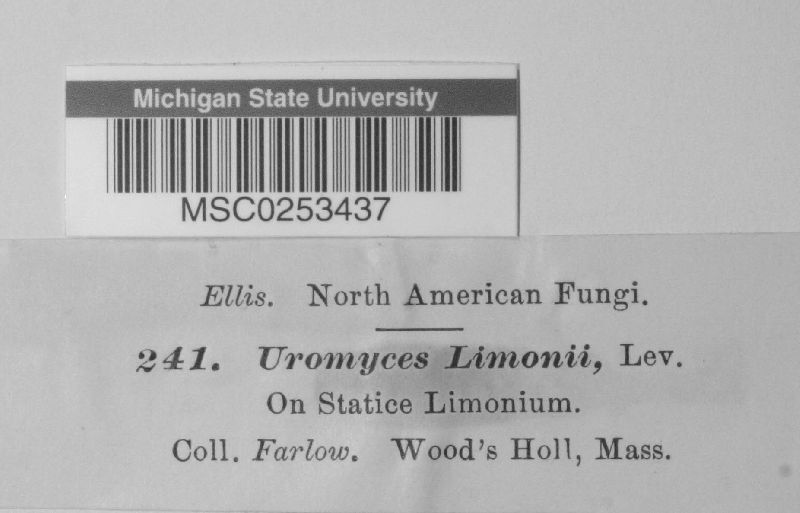 Michigan State University
MSC0253437
Ellis. North American Fungi.
241. Uromyces Limonii, Lev.
On Statice Limonium.
Coll. Farlow. Wood's Holl, Mass.